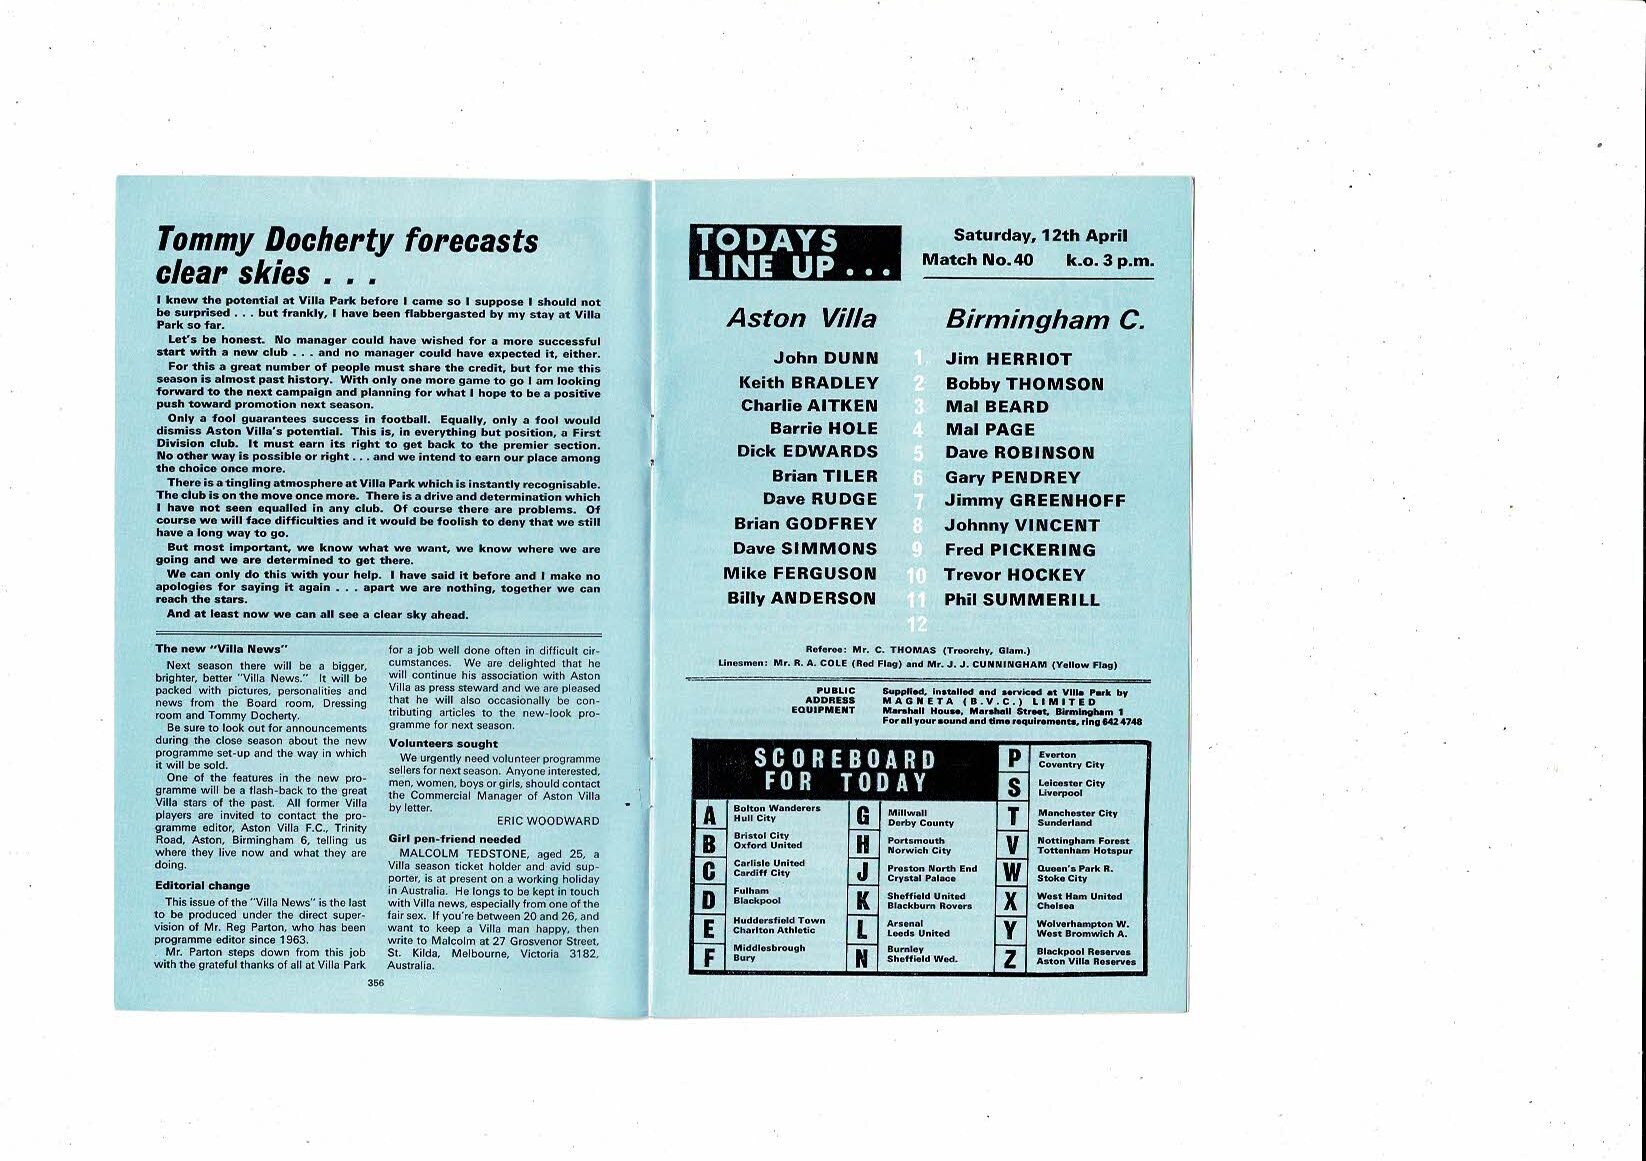 Tommy Docherty forecasts
clear skies . . .
I knew the potential at Villa Park before I came so I suppose I should not
be surprised . . . but frankly, I have been flabbergasted by my stay at Villa
Park so far.
Let's be honest. No manager could have wished for a more successful
start with a new club . . . and no manager could have expected it, either.
For this a great number of people must share the credit, but for me this
season is almost past history. With only one more game to go I am looking
forward to the next campaign and planning for what I hope to be a positive
push toward promotion next season.
Only a fool guarantees success in football. Equally, only a fool would
dismiss Aston Villa's potential. This is, in everything but position, a First
Division club. It must earn its right to get back to the premier section.
No other way is possible or right . . . and we intend to earn our place among
the choice once more.
There is a tingling atmosphere at Villa Park which is instantly recognisable.
The club is on the move once more. There is a drive and determination which
I have not seen equalled in any club. Of course there are problems. Of
course we will face difficulties and it would be foolish to deny that we still
have a long way to go.
But most important, we know what we want, we know where we are
going and we are determined to get there.
We can only do this with your help. I have said it before and I make no
apologies for saying it again . . . apart we are nothing, together we can
reach the stars.
And at least now we can all see a clear sky ahead.
The new "Villa News"
Next season there will be a bigger,
brighter, better "Villa News." It will be
packed with pictures, personalities and
news from the Board room, Dressing
room and Tommy Docherty.
Be sure to look out for announcements
during the close season about the new
programme set-up and the way in which
it will be sold.
One of the features in the new pro-
gramme will be a flash-back to the great
Villa stars of the past. All former Villa
players are invited to contact the pro-
gramme editor, Aston Villa F.C., Trinity
Road, Aston, Birmingham 6, telling us
where they live now and what they are
doing.
Editorial change
This issue of the "Villa News" is the last
to be produced under the direct super-
vision of Mr. Reg Parton, who has been
programme editor since 1963.
Mr. Parton steps down from this job
with the grateful thanks of all at Villa Park
for a job well done often in difficult cir-
cumstances. We are delighted that he
will continue his association with Aston
Villa as press steward and we are pleased
that he will also occasionally be con-
tributing articles to the new-look pro-
gramme for next season.
Volunteers sought
We urgently need volunteer programme
sellers for next season. Anyone interested,
men, women, boys or girls, should contact
the Commercial Manager of Aston Villa
by letter.
ERIC WOODWARD
Girl pen-friend needed
MALCOLM TEDSTONE, aged 25, a
Villa season ticket holder and avid sup-
porter, is at present on a working holiday
in Australia. He longs to be kept in touch
with Villa news, especially from one of the
fair sex. If you're between 20 and 26, and
want to keep a Villa man happy, then
write to Malcolm at 27 Grosvenor Street,
St. Kilda, Melbourne, Victoria 3182,
Australia.
356
TODAYS
LINE UP . . .
Saturday, 12th April
Match No. 40 k.o. 3 p.m.
Aston Villa Birmingham C.
John DUNN 1 Jim HERRIOT
Keith BRADLEY 2 Bobby THOMSON
Charlie AITKEN 3 Mal BEARD
Barrie HOLE 4 Mal PAGE
Dick EDWARDS 5 Dave ROBINSON
Brian TILER 6 Gary PENDREY
Dave RUDGE 7 Jimmy GREENHOFF
Brian GODFREY 8 Johnny VINCENT
Dave SIMMONS 9 Fred PICKERING
Mike FERGUSON 10 Trevor HOCKEY
Billy ANDERSON 11 Phil SUMMERILL
12
Referee: Mr. C. THOMAS (Treorchy, Glam.)
Linesmen: Mr. R. A. COLE (Red Flag) and Mr. J. J. CUNNINGHAM (Yellow Flag)
PUBLIC
ADDRESS
EQUIPMENT
Supplied, installed and serviced at Villa Park by
MAGNETA (B.V.C.) LIMITED
Marshall House, Marshall Street, Birmingham 1
For all your sound and time requirements, ring 642 4748
SCOREBOARD
FOR TODAY
A Bolton Wanderers
Hull City
B Bristol City
Oxford United
C Carlisle United
Cardiff City
D Fulham
Blackpool
E Huddersfield Town
Charlton Athletic
F Middlesbrough
Bury
G Millwall
Derby County
H Portsmouth
Norwich City
J Preston North End
Crystal Palace
K Sheffield United
Blackburn Rovers
L Arsenal
Leeds United
N Burnley
Sheffield Wed.
P Everton
Coventry City
S Leicester City
Liverpool
T Manchester City
Sunderland
V Nottingham Forest
Tottenham Hotspur
W Queen's Park R.
Stoke City
X West Ham United
Chelsea
Y Wolverhampton W.
West Bromwich A.
Z Blackpool Reserves
Aston Villa Reserves